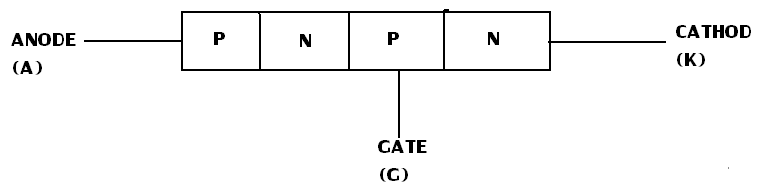 ANODE
(A)
P N P N
CATHOD
(K)
GATE
(G)